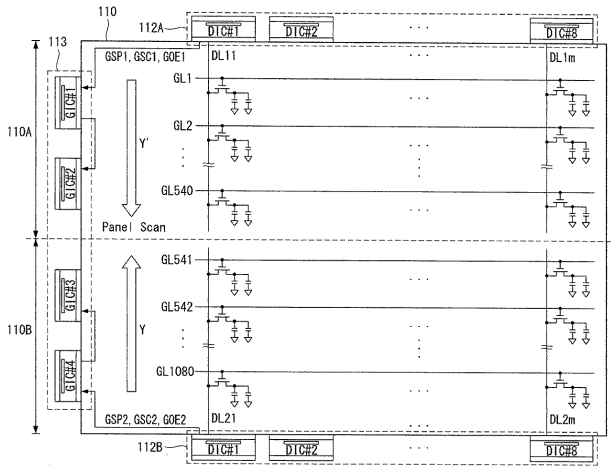 110
112A
DIC#1
DIC#2
...
DIC#8
113
GSP1, GSC1, GOE1
DL11
...
DL1m
GL1
GIC#1
110A
Y'
GL2
GIC#2
GL540
...
Panel Scan
GL541
...
GIC#3
GL542
Y
110B
GIC#4
GL1080
...
GSP2, GSC2, GOE2
DL21
DL2m
112B
DIC#1
DIC#2
...
DIC#8